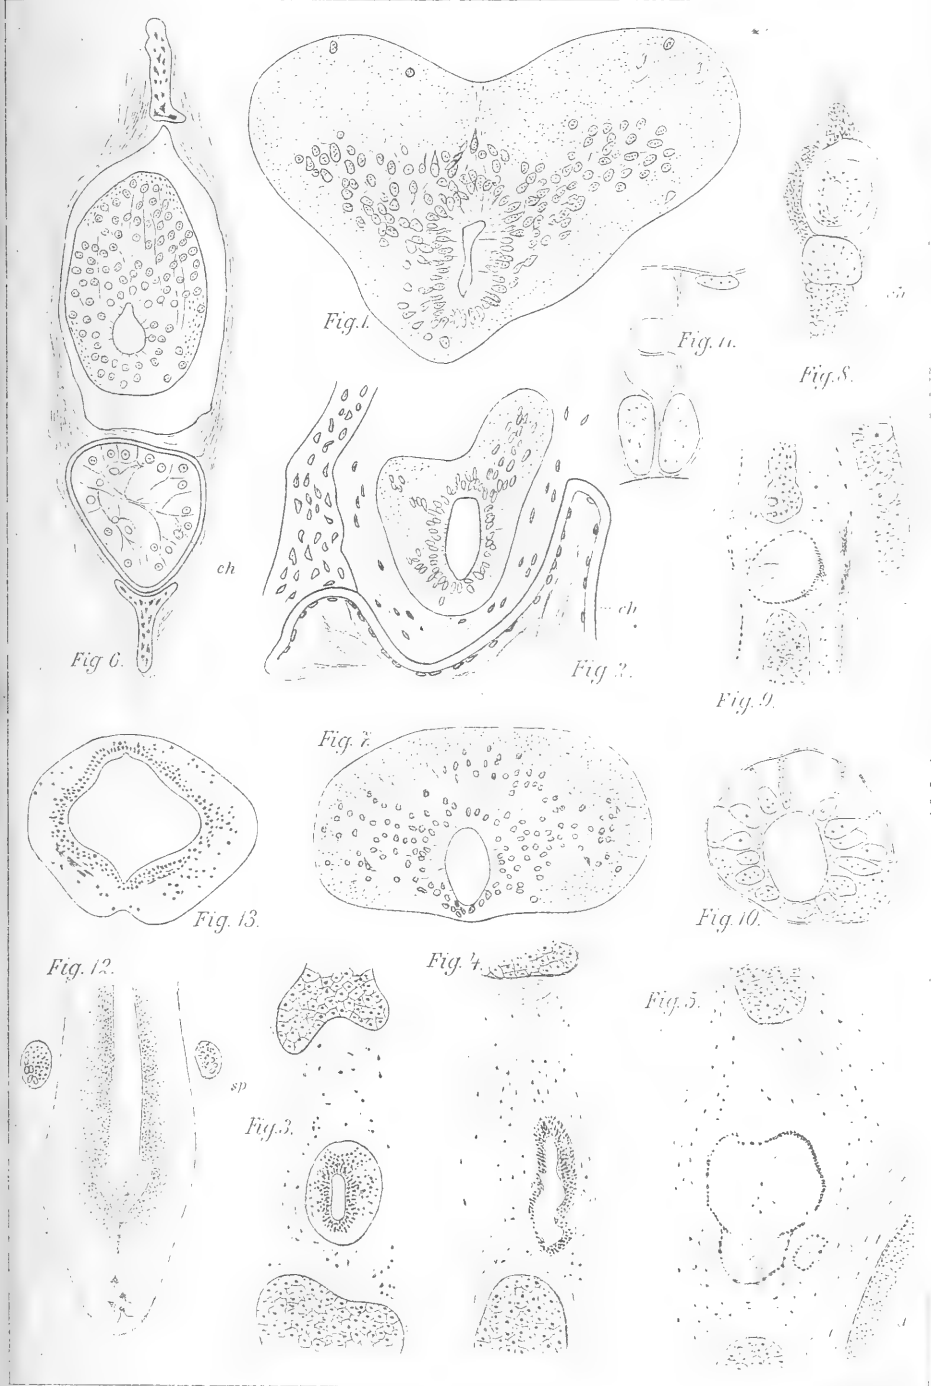 Fig. 1.
Fig. 11.
ch
Fig. 8.
ch
ch
Fig 6.
Fig 2.
Fig. 9.
Fig. 7.
Fig. 13.
Fig. 10.
Fig. 12.
Fig. 4.
Fig. 5.
sp
Fig. 3.